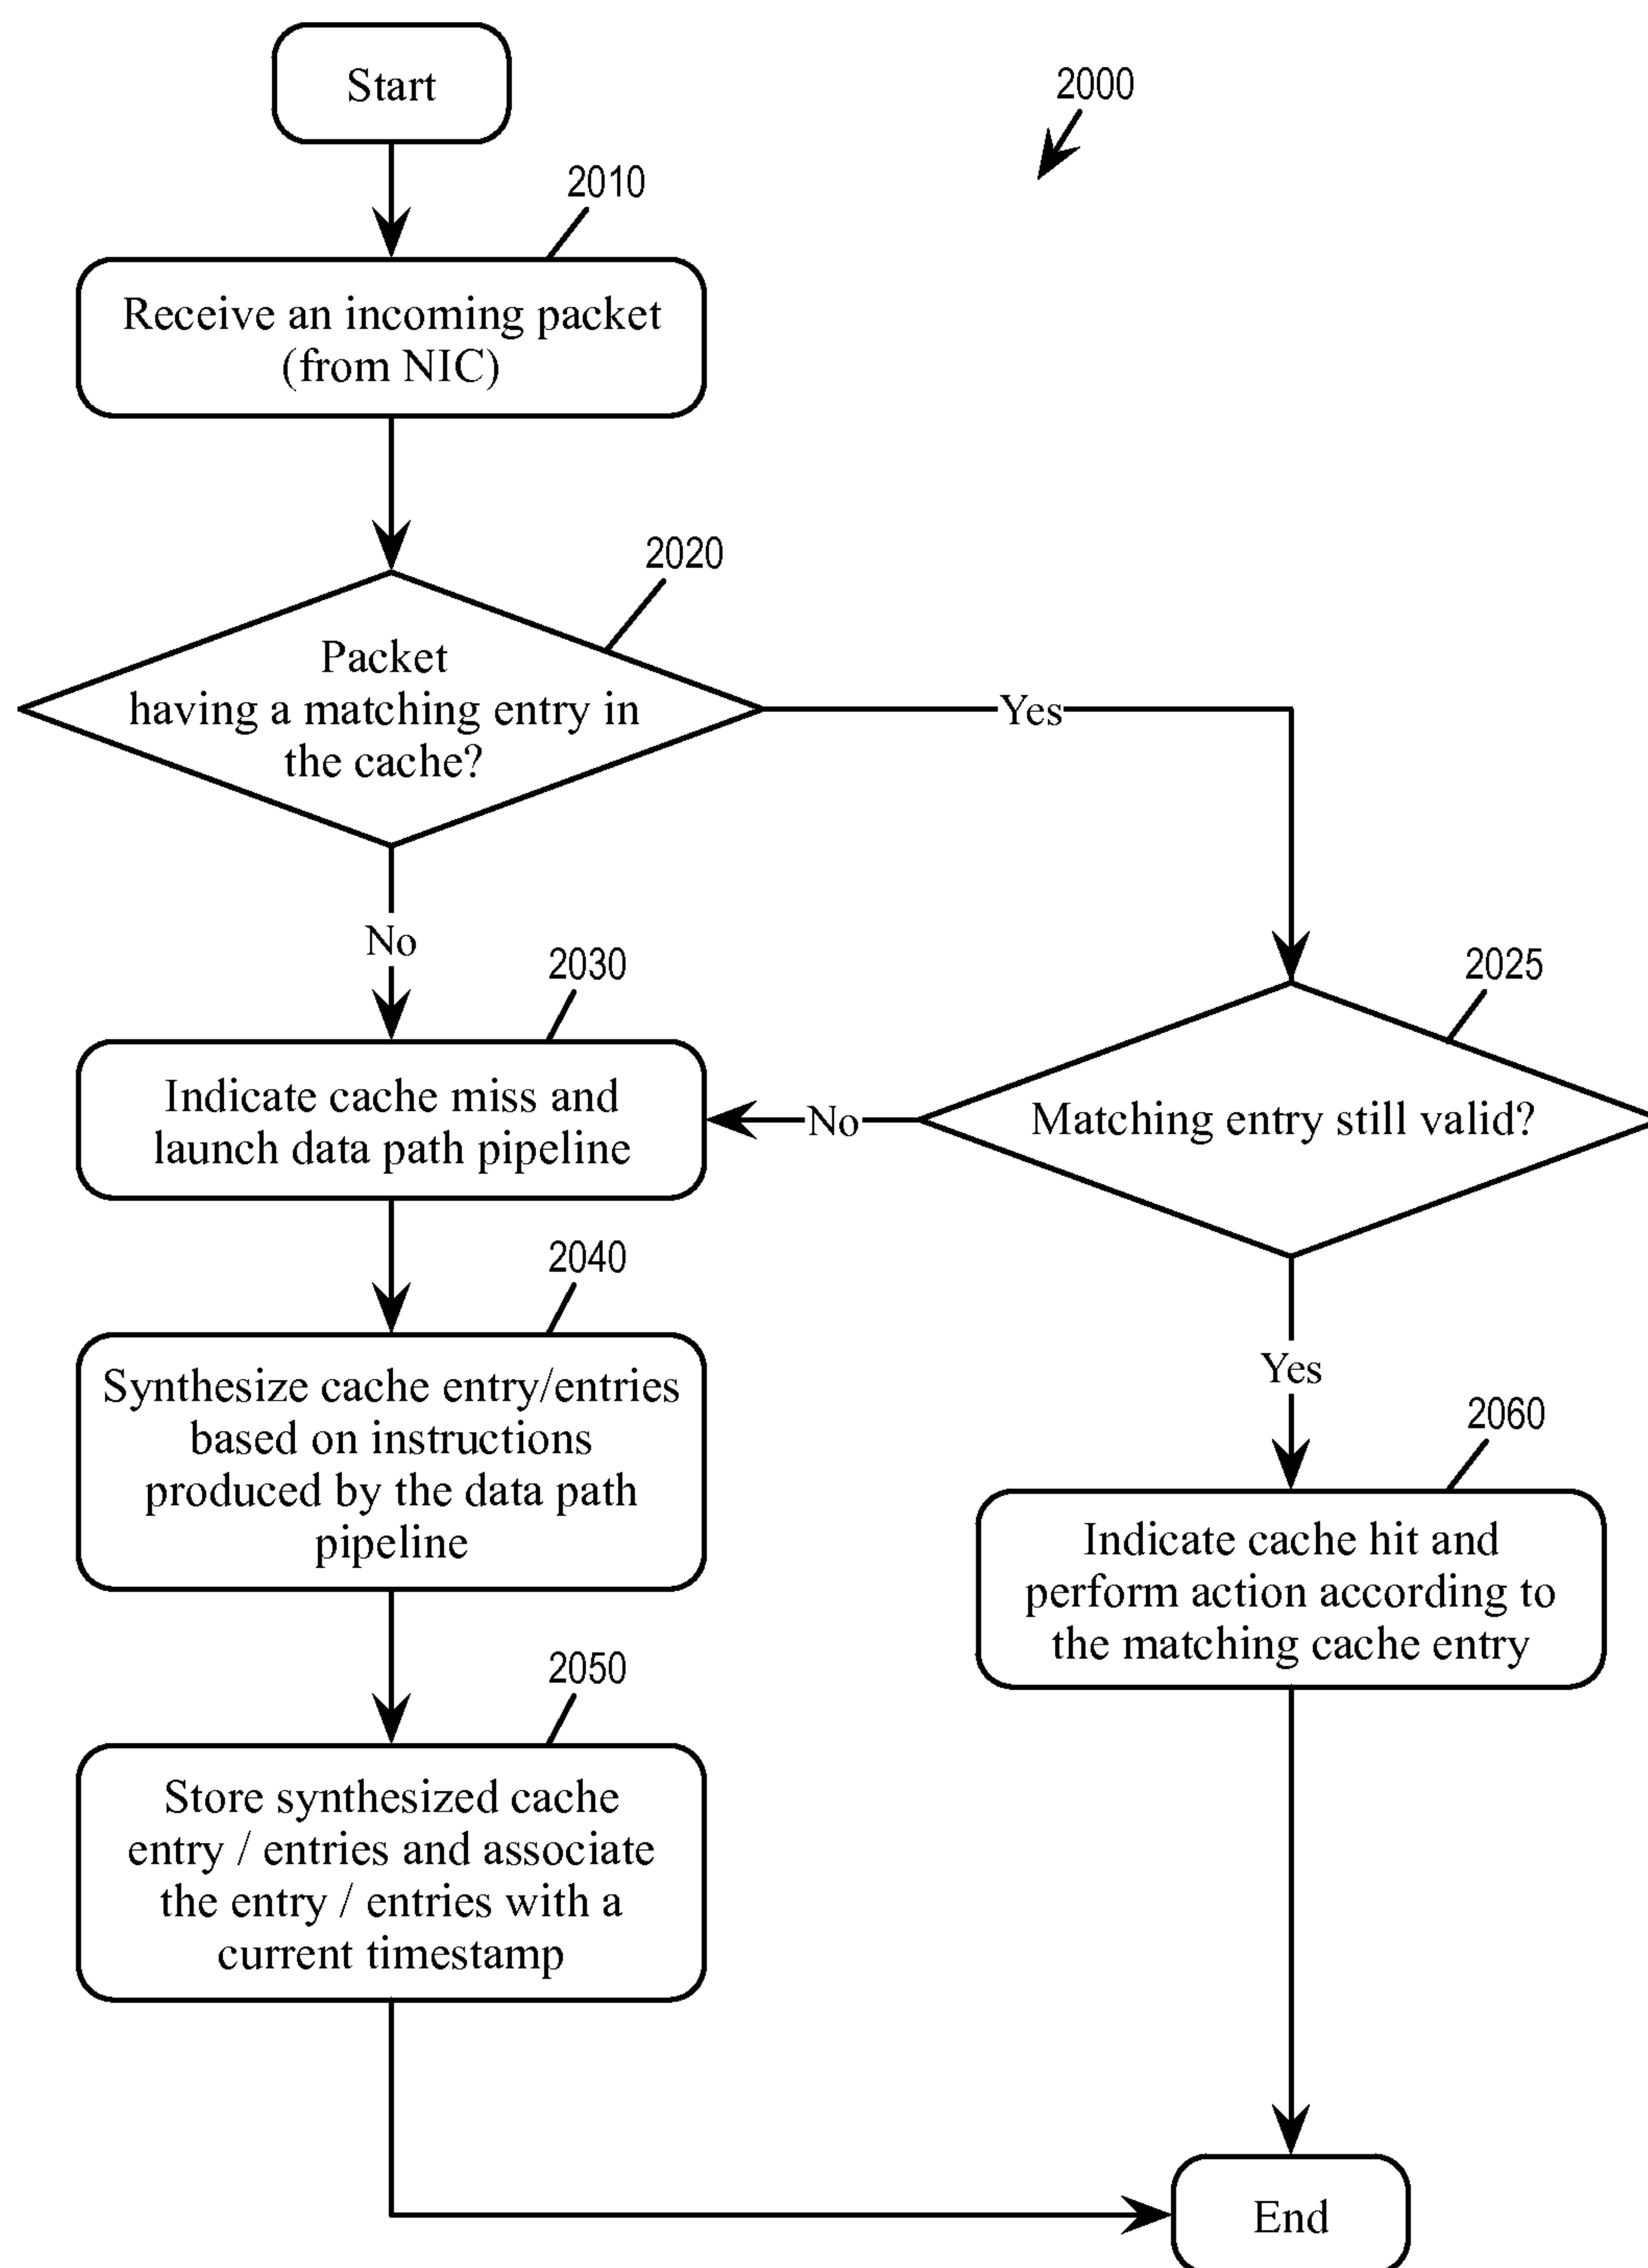 Start
2000
2010
Receive an incoming packet
(from NIC)
2020
Packet
having a matching entry in
the cache?
Yes
No
2025
Matching entry still valid?
No
2030
Indicate cache miss and
launch data path pipeline
2040
Synthesize cache entry/entries
based on instructions
produced by the data path
pipeline
Yes
2060
Indicate cache hit and
perform action according to
the matching cache entry
2050
Store synthesized cache
entry / entries and associate
the entry / entries with a
current timestamp
End